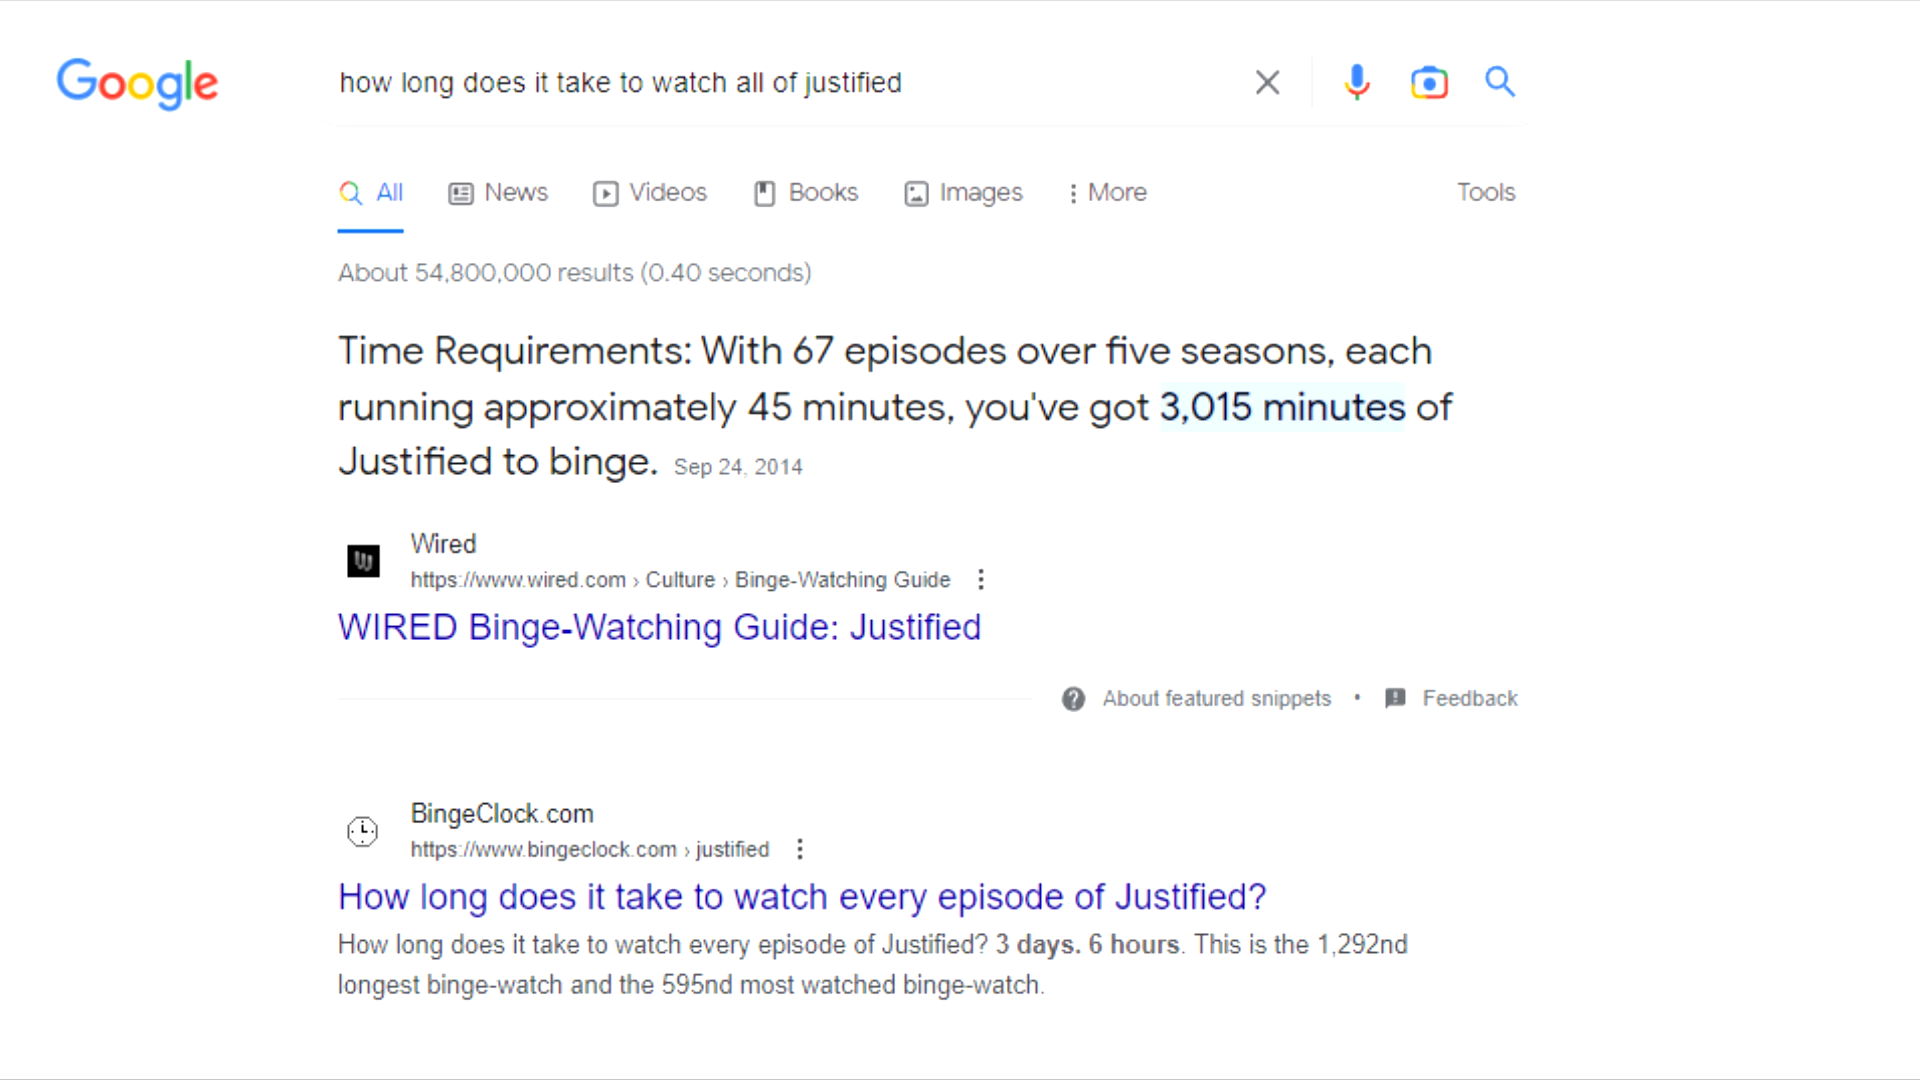 Google
how long does it take to watch all of justified
All News Videos Books Images More Tools
About 54,800,000 results (0.40 seconds)
Time Requirements: With 67 episodes over five seasons, each
running approximately 45 minutes, you've got 3,015 minutes of
Justified to binge. Sep 24, 2014
Wired
https://www.wired.com › Culture › Binge-Watching Guide
WIRED Binge-Watching Guide: Justified
About featured snippets • Feedback
BingeClock.com
https://www.bingeclock.com › justified
How long does it take to watch every episode of Justified?
How long does it take to watch every episode of Justified? 3 days. 6 hours. This is the 1,292nd
longest binge-watch and the 595nd most watched binge-watch.